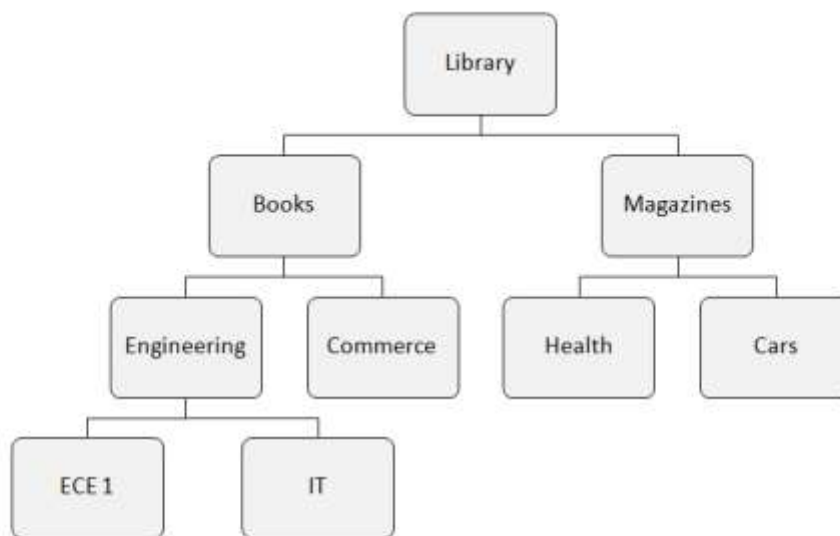 Library
Books
Magazines
Engineering
Commerce
Health
Cars
ECE 1
IT